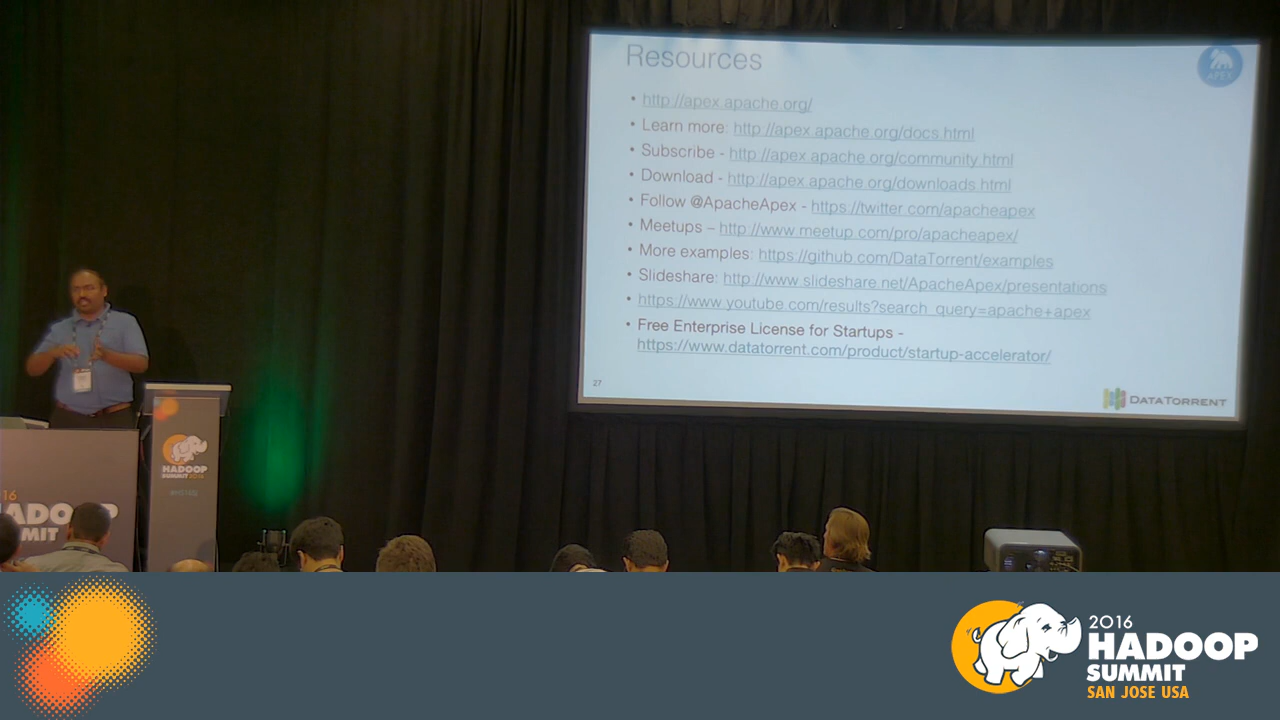 Resources
APEX
• http://apex.apache.org/
• Learn more: http://apex.apache.org/docs.html
• Subscribe - http://apex.apache.org/community.html
• Download - http://apex.apache.org/downloads.html
• Follow @ApacheApex - https://twitter.com/apacheapex
• Meetups – http://www.meetup.com/pro/apacheapex/
• More examples: https://github.com/DataTorrent/examples
• Slideshare: http://www.slideshare.net/ApacheApex/presentations
• https://www.youtube.com/results?search_query=apache+apex
• Free Enterprise License for Startups -
https://www.datatorrent.com/product/startup-accelerator/
27
DATATORRENT
HADOOP
SUMMIT 2016
16
ADOOP
MIT
2016
HADOOP
SUMMIT
SAN JOSE USA